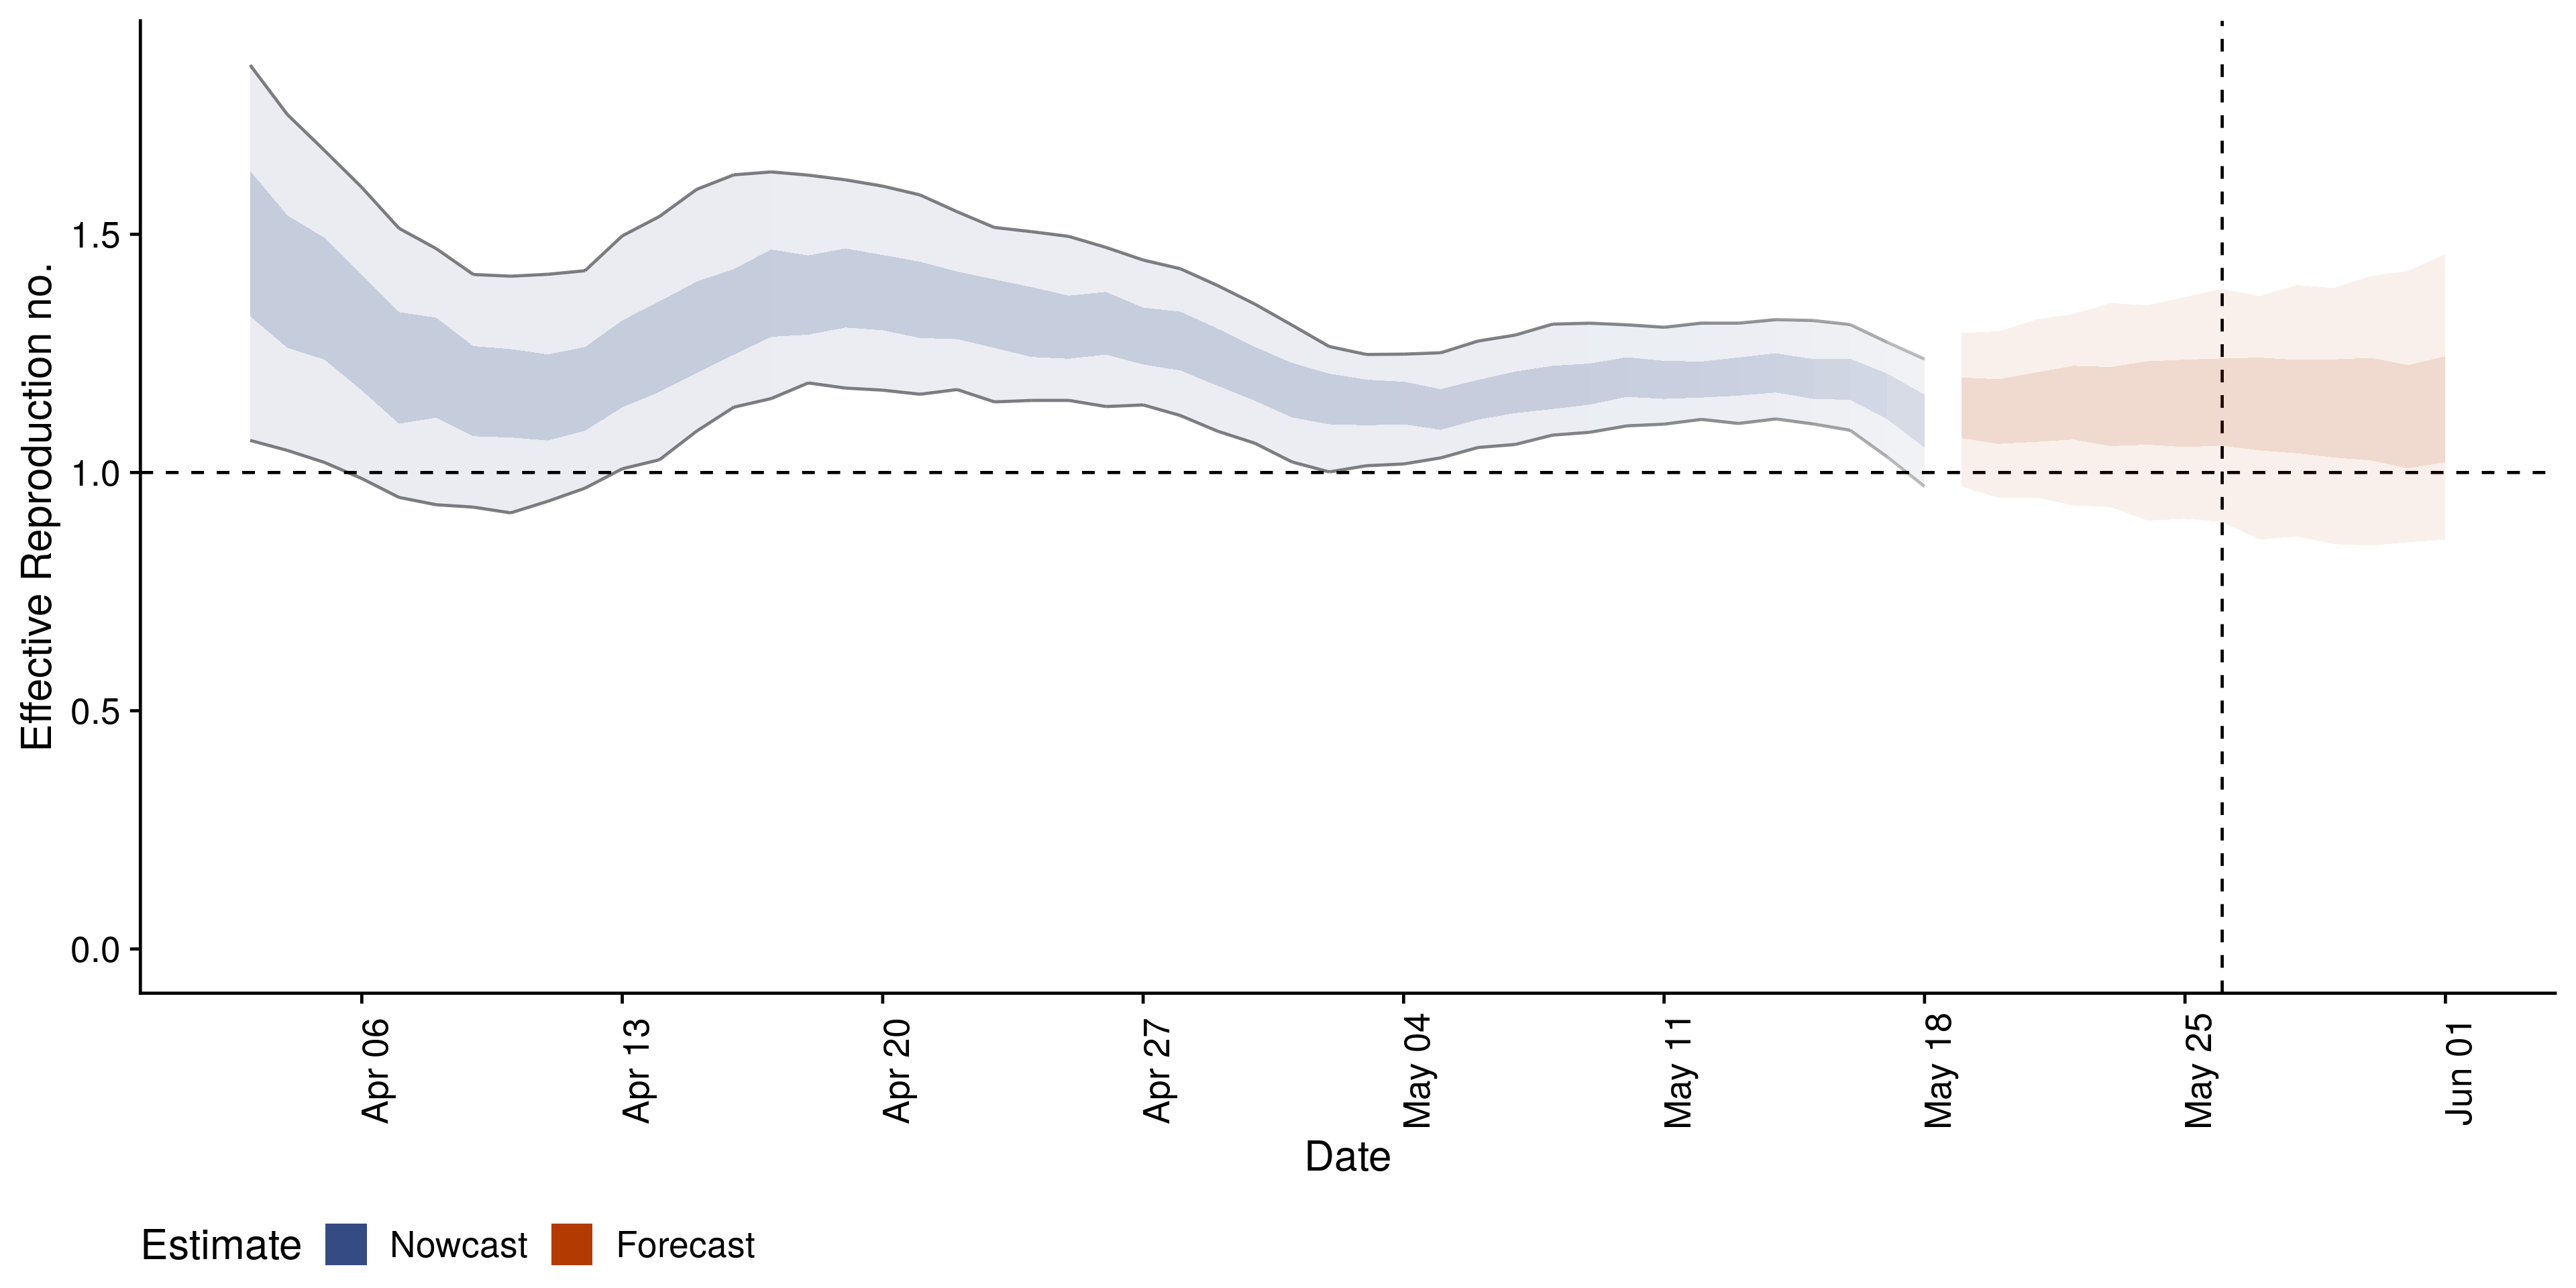 Effective Reproduction no.
1.5
1.0
0.5
0.0
Apr 06
Apr 13
Apr 20
Apr 27
May 04
May 11
May 18
May 25
Jun 01
Date
Estimate Nowcast Forecast